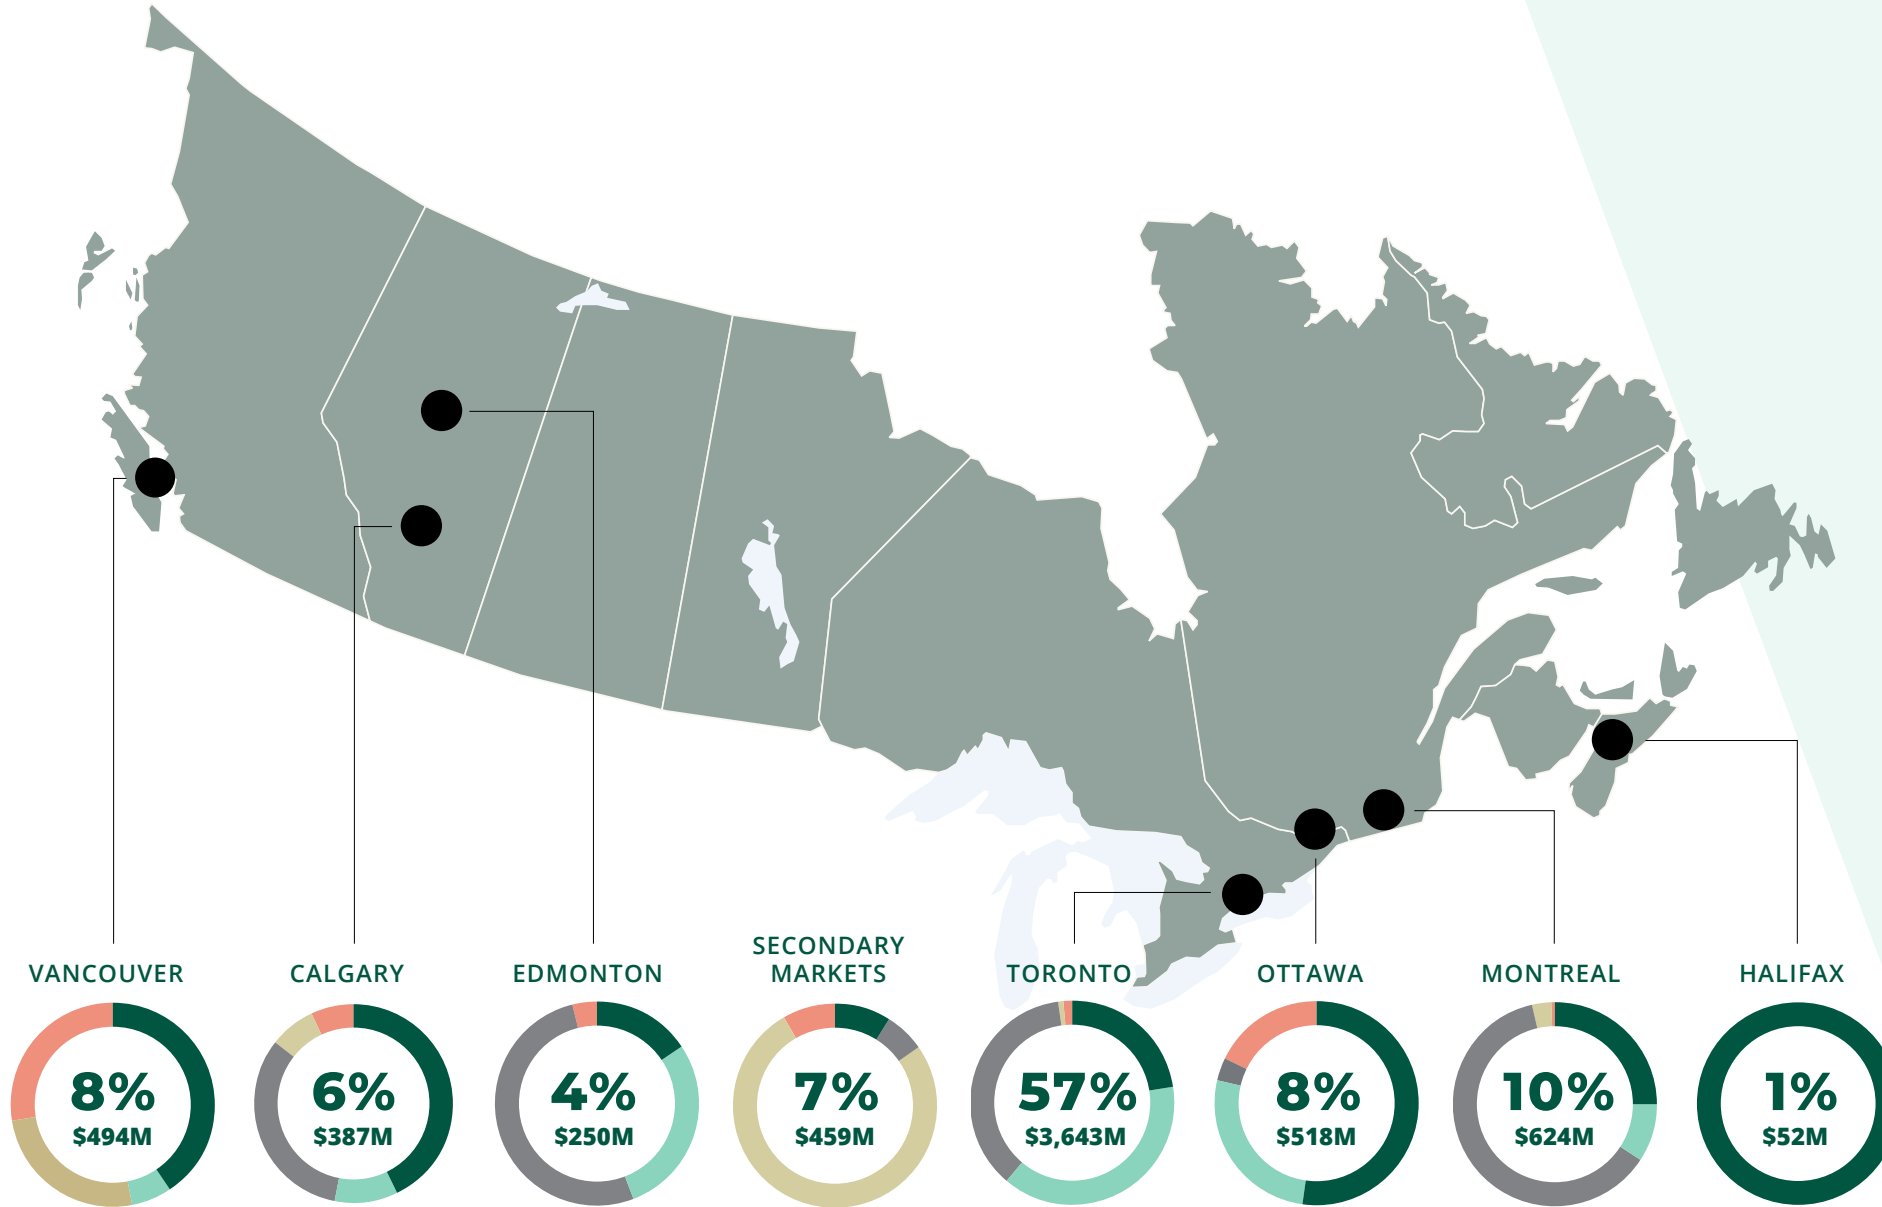 VANCOUVER
8%
$494M
CALGARY
6%
$387M
EDMONTON
4%
$250M
SECONDARY
MARKETS
7%
$459M
TORONTO
57%
$3,643M
OTTAWA
8%
$518M
MONTREAL
10%
$624M
HALIFAX
1%
$52M